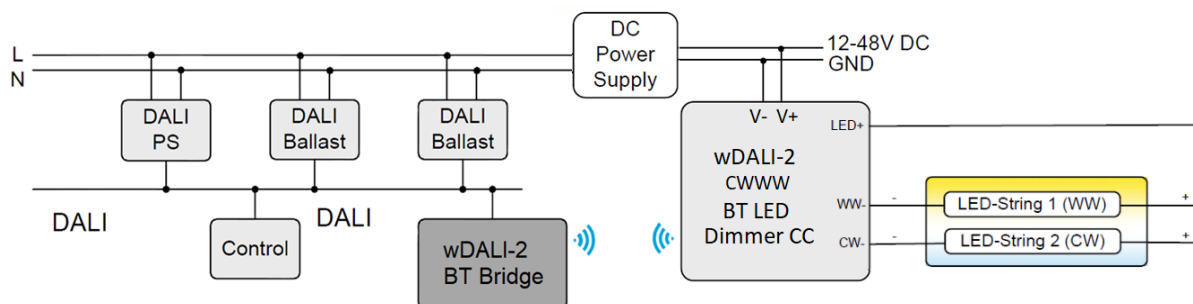 L
N
DC
Power
Supply
12-48V DC
GND
DALI
PS
DALI
Ballast
DALI
Ballast
V- V+
LED+
wDALI-2
CWWW
BT LED
Dimmer CC
WW-
CW-
-
LED-String 1 (WW)
+
-
LED-String 2 (CW)
+
DALI
DALI
Control
wDALI-2
BT Bridge